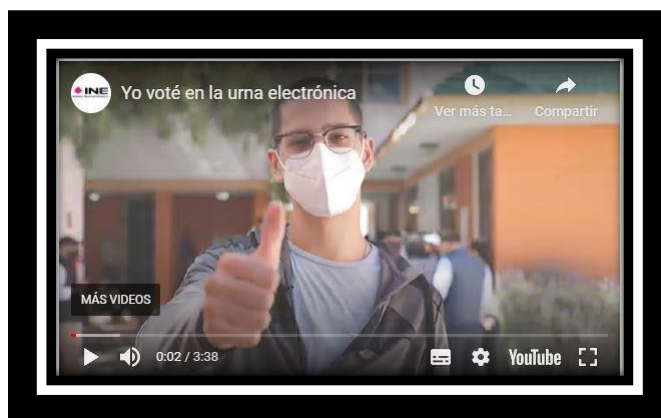 INE
Yo voté en la urna electrónica
Ver más ta...
Compartir
MÁS VIDEOS
0:02 / 3:38
YouTube